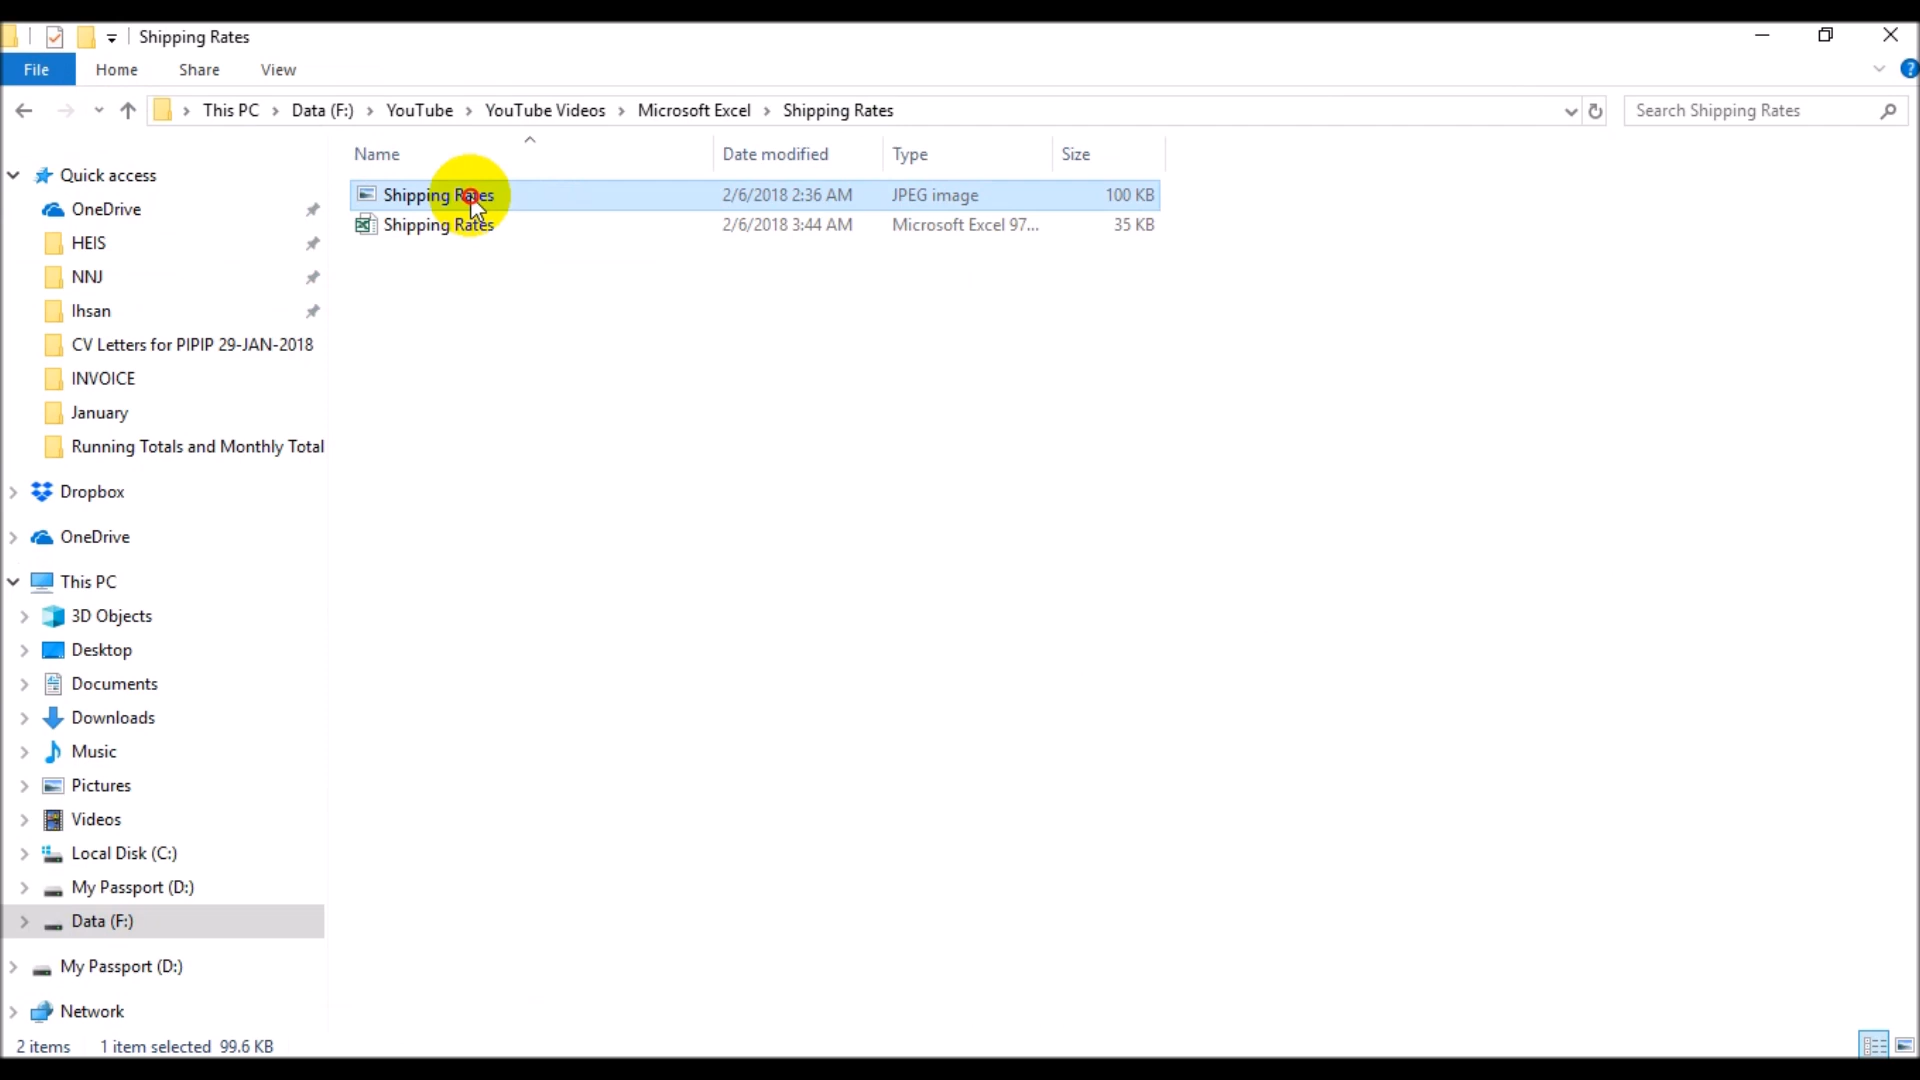 Shipping Rates
File Home Share View
This PC Data (F:) YouTube YouTube Videos Microsoft Excel Shipping Rates Search Shipping Rates
Name Date modified Type Size
Shipping Rates 2/6/2018 2:36 AM JPEG image 100 KB
Shipping Rates 2/6/2018 3:44 AM Microsoft Excel 97... 35 KB
Quick access
OneDrive
HEIS
NNJ
Ihsan
CV Letters for PIPIP 29-JAN-2018
INVOICE
January
Running Totals and Monthly Total
Dropbox
OneDrive
This PC
3D Objects
Desktop
Documents
Downloads
Music
Pictures
Videos
Local Disk (C:)
My Passport (D:)
Data (F:)
My Passport (D:)
Network
2 items 1 item selected 99.6 KB